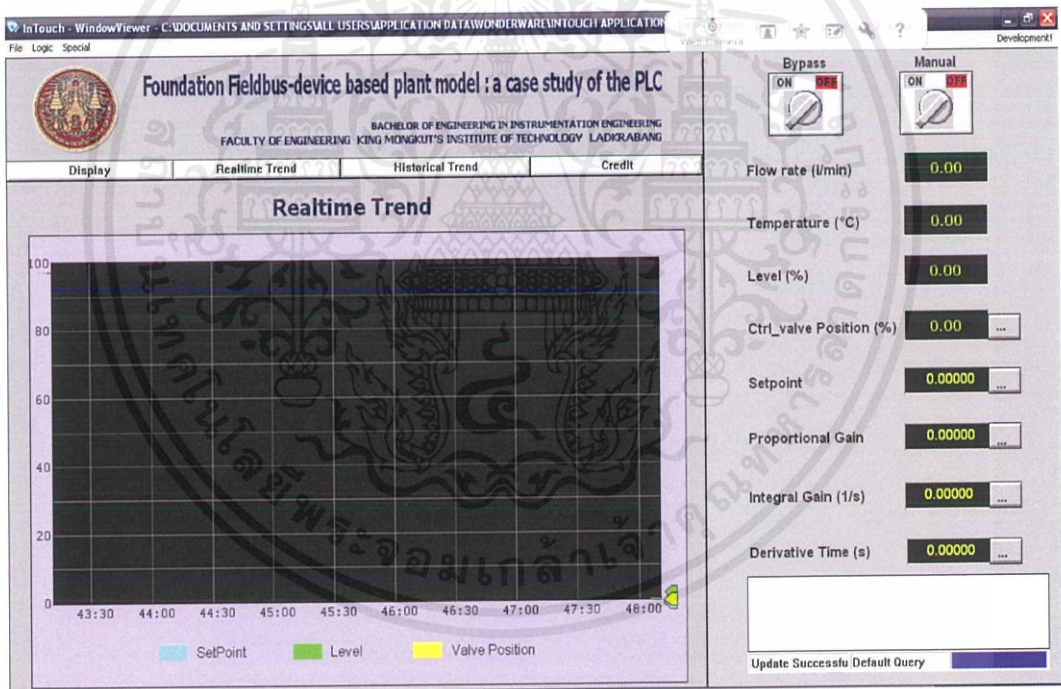 InTouch - WindowViewer - C:\DOCUMENTS AND SETTINGS\ALL USERS\APPLICATION DATA\WONDERWARE\INTOUCH APPLICATION
File Logic Special
Development!
Foundation Fieldbus-device based plant model : a case study of the PLC
BACHELOR OF ENGINEERING IN INSTRUMENTATION ENGINEERING
FACULTY OF ENGINEERING KING MONGKUT'S INSTITUTE OF TECHNOLOGY LADKRABANG
Display
Realtime Trend
Historical Trend
Credit
Realtime Trend
100
80
60
40
20
0
43:30 44:00 44:30 45:00 45:30 46:00 46:30 47:00 47:30 48:00
SetPoint
Level
Valve Position
Bypass
ON OFF
Manual
ON OFF
Flow rate (l/min) 0.00
Temperature (°C) 0.00
Level (%) 0.00
Ctrl_valve Position (%) 0.00 ...
Setpoint 0.00000 ...
Proportional Gain 0.00000 ...
Integral Gain (1/s) 0.00000 ...
Derivative Time (s) 0.00000 ...
Update Successfu Default Query